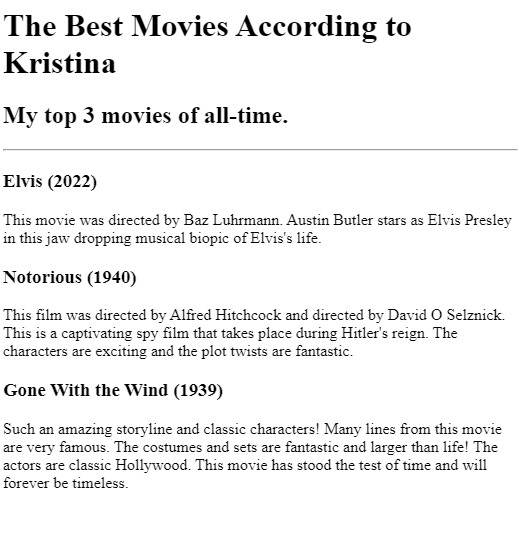 The Best Movies According to
Kristina
My top 3 movies of all-time.
Elvis (2022)
This movie was directed by Baz Luhrmann. Austin Butler stars as Elvis Presley
in this jaw dropping musical biopic of Elvis's life.
Notorious (1940)
This film was directed by Alfred Hitchcock and directed by David O Selznick.
This is a captivating spy film that takes place during Hitler's reign. The
characters are exciting and the plot twists are fantastic.
Gone With the Wind (1939)
Such an amazing storyline and classic characters! Many lines from this movie
are very famous. The costumes and sets are fantastic and larger than life! The
actors are classic Hollywood. This movie has stood the test of time and will
forever be timeless.